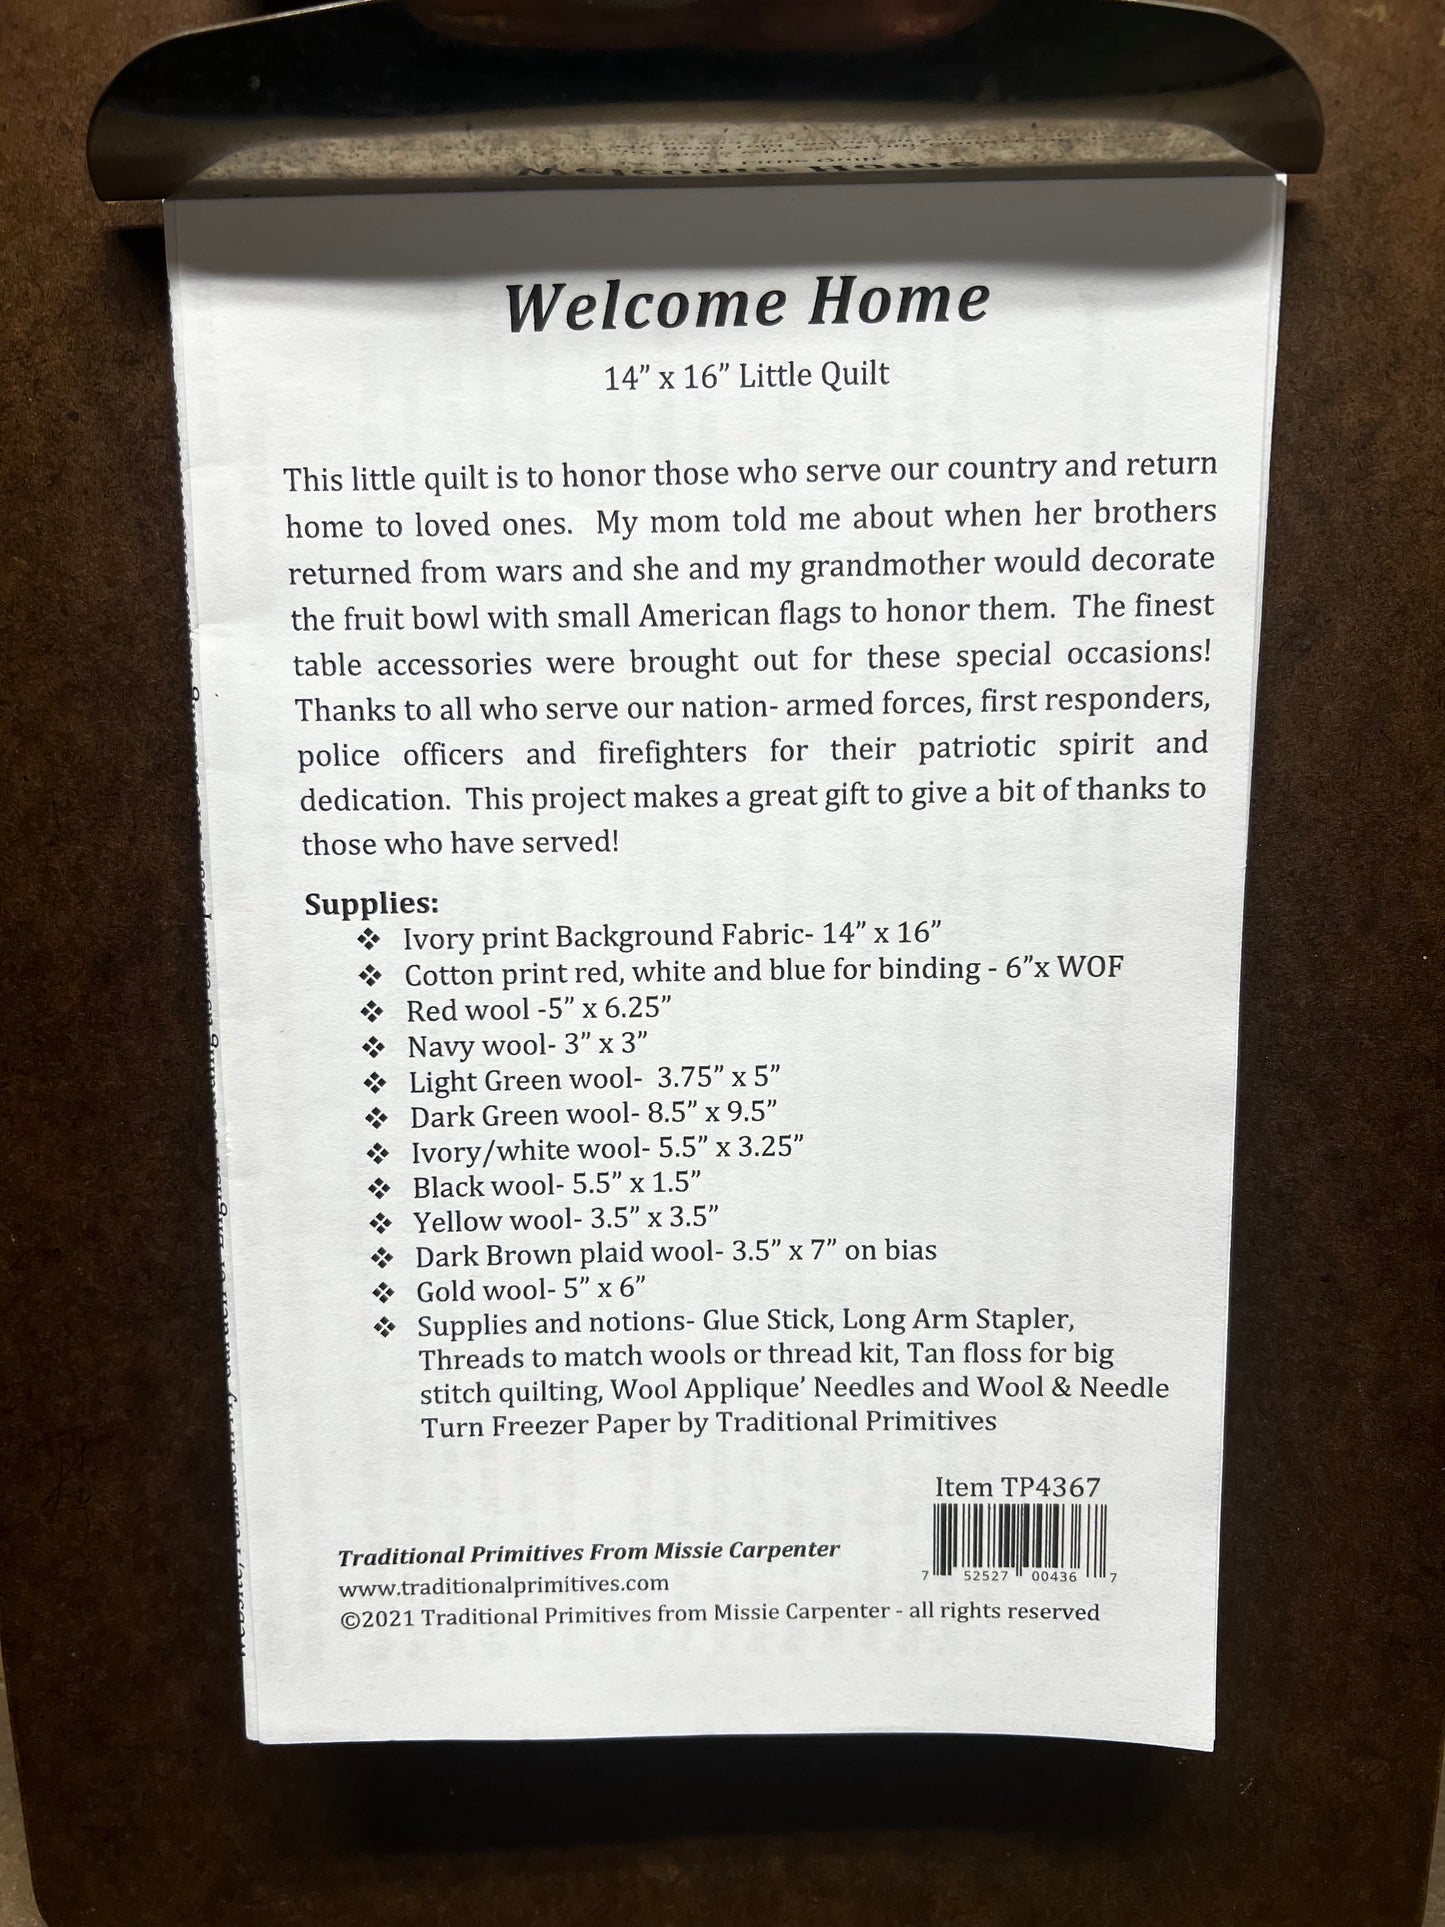 Welcome Home
14” x 16” Little Quilt
This little quilt is to honor those who serve our country and return
home to loved ones.  My mom told me about when her brothers
returned from wars and she and my grandmother would decorate
the fruit bowl with small American flags to honor them.  The finest
table accessories were brought out for these special occasions!
Thanks to all who serve our nation- armed forces, first responders,
police officers and firefighters for their patriotic spirit and
dedication.  This project makes a great gift to give a bit of thanks to
those who have served!
Supplies:
❖ Ivory print Background Fabric- 14” x 16”
❖ Cotton print red, white and blue for binding - 6”x WOF
❖ Red wool -5” x 6.25”
❖ Navy wool- 3” x 3”
❖ Light Green wool-  3.75” x 5”
❖ Dark Green wool- 8.5” x 9.5”
❖ Ivory/white wool- 5.5” x 3.25”
❖ Black wool- 5.5” x 1.5”
❖ Yellow wool- 3.5” x 3.5”
❖ Dark Brown plaid wool- 3.5” x 7” on bias
❖ Gold wool- 5” x 6”
❖ Supplies and notions- Glue Stick, Long Arm Stapler,
Threads to match wools or thread kit, Tan floss for big
stitch quilting, Wool Applique’ Needles and Wool & Needle
Turn Freezer Paper by Traditional Primitives
Item TP4367
7 52527 00436 7
Traditional Primitives From Missie Carpenter
www.traditionalprimitives.com
©2021 Traditional Primitives from Missie Carpenter - all rights reserved